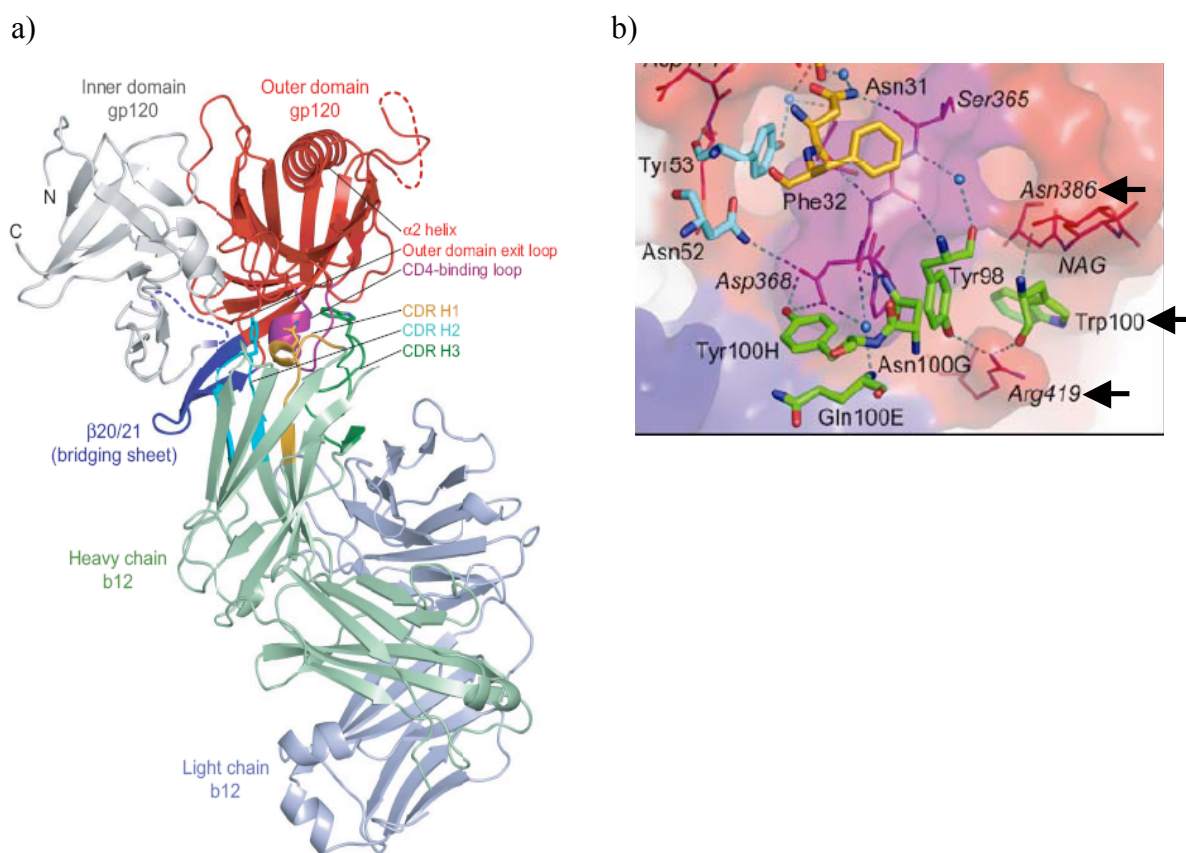 a)
Inner domain
gp120
Outer domain
gp120
N
C
α2 helix
Outer domain exit loop
CD4-binding loop
CDR H1
CDR H2
CDR H3
β20/21
(bridging sheet)
Heavy chain
b12
Light chain
b12
b)
Asn31
Ser365
Tyr53
Phe32
Asn386
Asn52
NAG
Asp368
Tyr98
Trp100
Tyr100H
Asn100G
Arg419
Gln100E